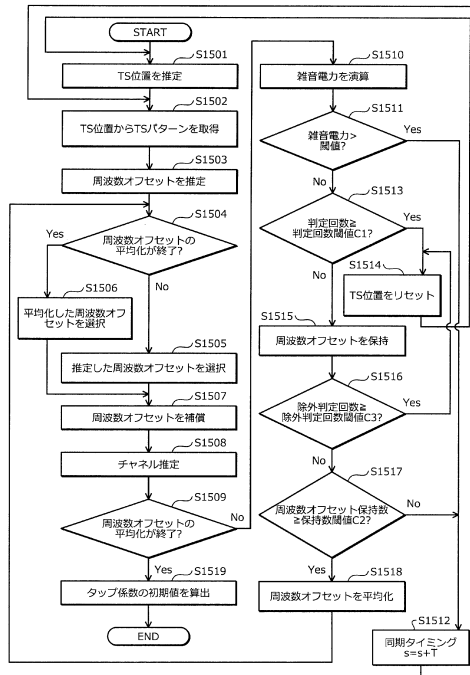 START
S1501
TS位置を推定
S1502
TS位置からTSパターンを取得
S1503
周波数オフセットを推定
S1504
周波数オフセットの
平均化が終了?
Yes
No
S1506
平均化した周波数オフ
セットを選択
S1505
推定した周波数オフセットを選択
S1507
周波数オフセットを補償
S1508
チャネル推定
S1509
周波数オフセットの
平均化が終了?
No
Yes
S1519
タップ係数の初期値を算出
END
S1510
雑音電力を演算
S1511
雑音電力>
閾値?
Yes
No
S1513
判定回数≧
判定回数閾値C1?
Yes
No
S1514
TS位置をリセット
S1515
周波数オフセットを保持
S1516
除外判定回数≧
除外判定回数閾値C3?
Yes
No
S1517
周波数オフセット保持数
≧保持数閾値C2?
No
Yes
S1518
周波数オフセットを平均化
S1512
同期タイミング
s=s+T